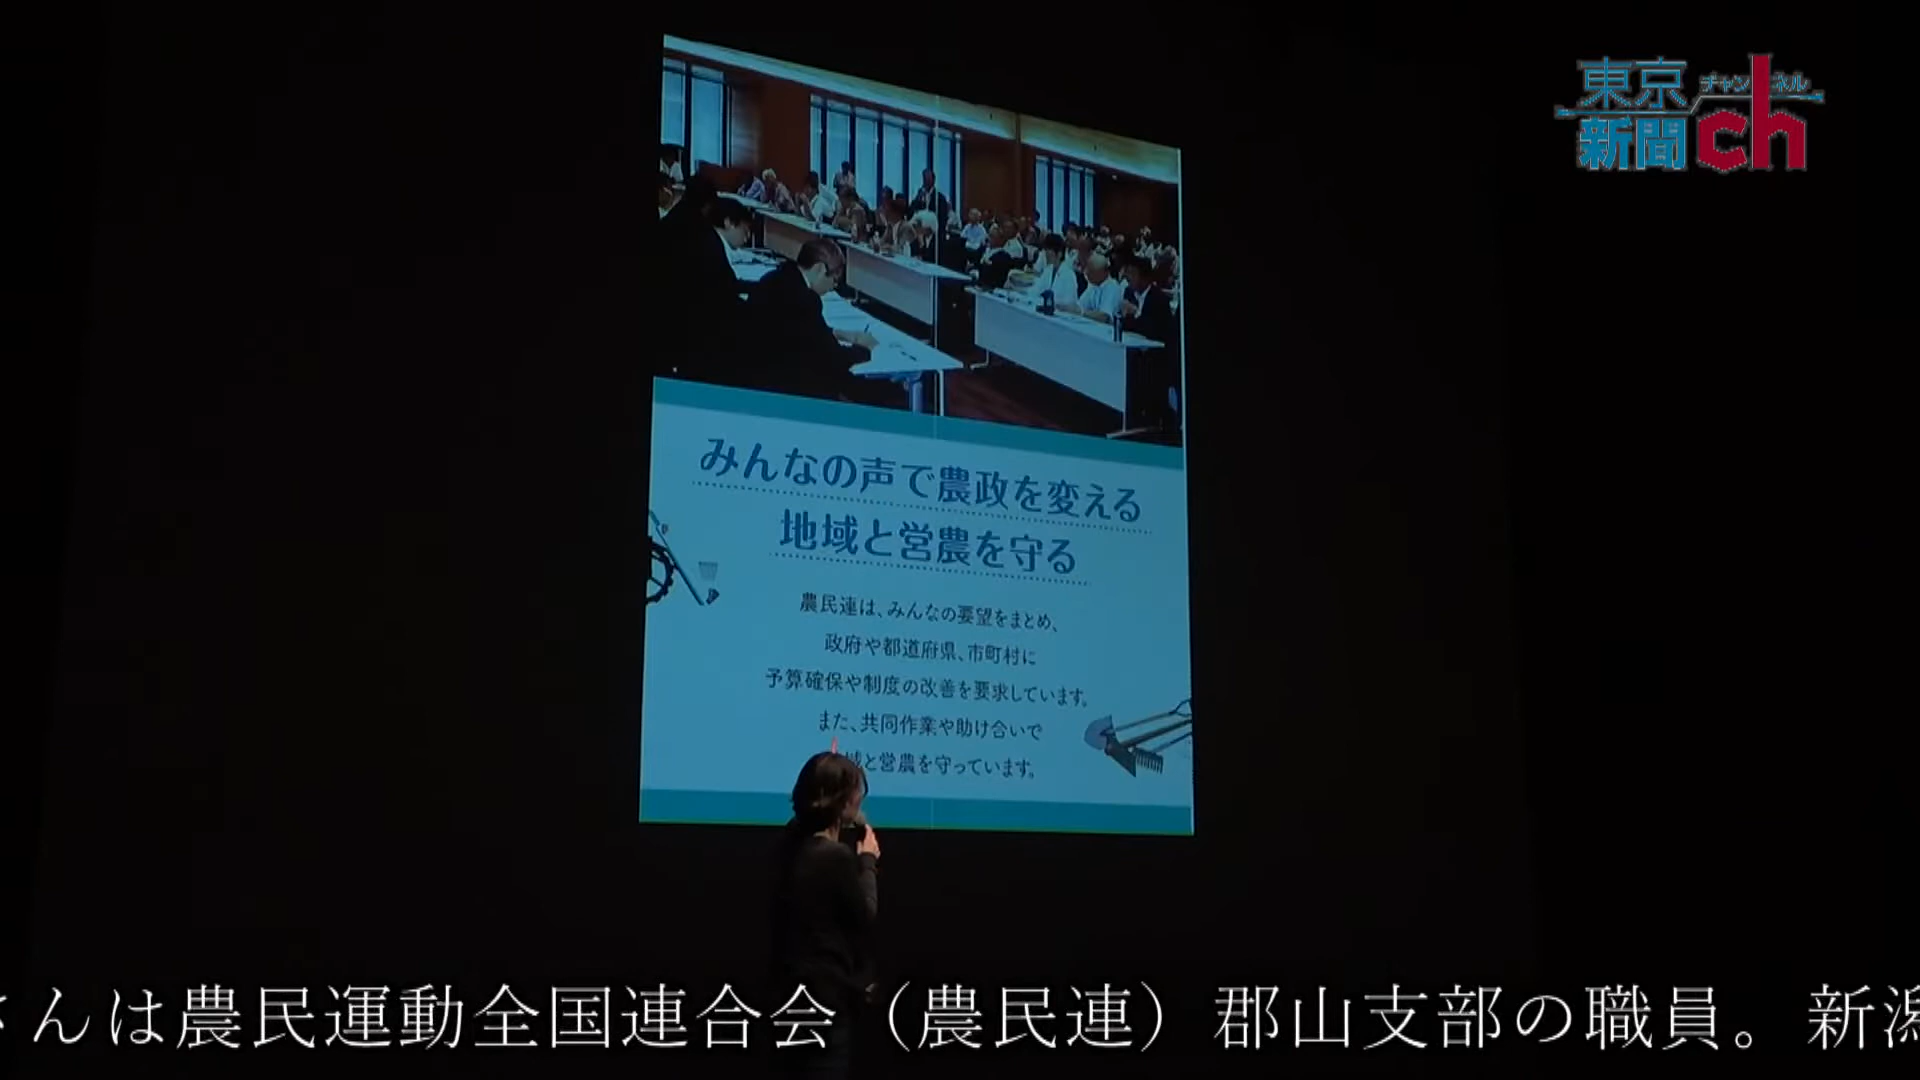 東京 チャンネル
新聞 ch
みんなの声で農政を変える
地域と営農を守る
農民連は、みんなの要望をまとめ、
政府や都道府県、市町村に
予算確保や制度の改善を要求しています。
また、共同作業や助け合いで
域と営農を守っています。
さんは農民運動全国連合会（農民連）郡山支部の職員。新潟